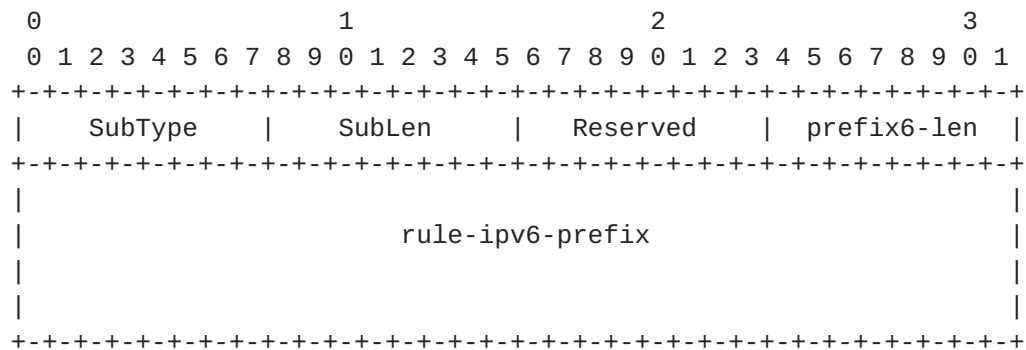 0                   1                   2                   3
 0 1 2 3 4 5 6 7 8 9 0 1 2 3 4 5 6 7 8 9 0 1 2 3 4 5 6 7 8 9 0 1
+-+-+-+-+-+-+-+-+-+-+-+-+-+-+-+-+-+-+-+-+-+-+-+-+-+-+-+-+-+-+-+-+
|    SubType    |    SubLen     |   Reserved    |  prefix6-len  |
+-+-+-+-+-+-+-+-+-+-+-+-+-+-+-+-+-+-+-+-+-+-+-+-+-+-+-+-+-+-+-+-+
|                                                               |
|                        rule-ipv6-prefix                       |
|                                                               |
|                                                               |
+-+-+-+-+-+-+-+-+-+-+-+-+-+-+-+-+-+-+-+-+-+-+-+-+-+-+-+-+-+-+-+-+